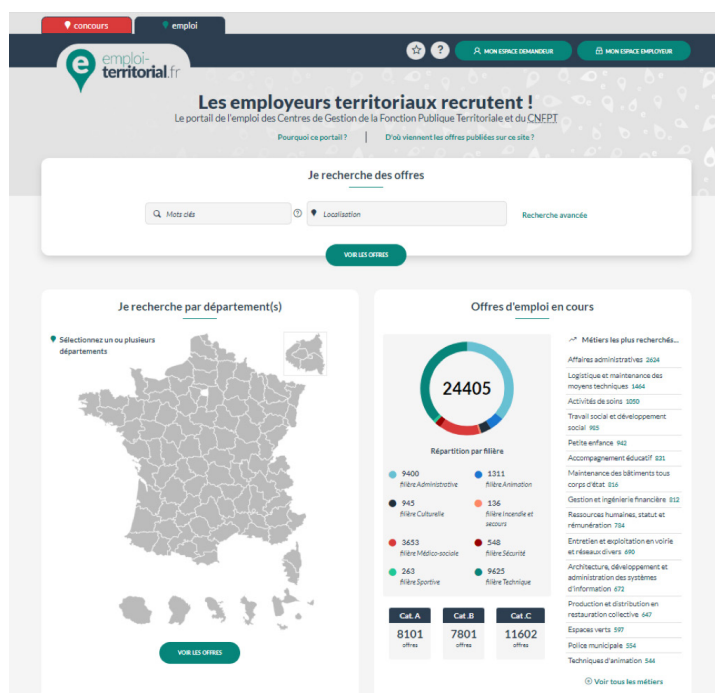 concours
emploi
emploi-
territorial.fr
?
MON ESPACE DEMANDEUR
MON ESPACE EMPLOYEUR
Les employeurs territoriaux recrutent !
Le portail de l'emploi des Centres de Gestion de la Fonction Publique Territoriale et du CNFPT
Pourquoi ce portail ?
D'où viennent les offres publiées sur ce site ?
Je recherche des offres
Mots clés
?
Localisation
Recherche avancée
VOIR LES OFFRES
Je recherche par département(s)
Sélectionnez un ou plusieurs
départements
VOIR LES OFFRES
Offres d'emploi en cours
24405
Répartition par filière
9400
filière Administrative
1311
filière Animation
945
filière Culturelle
136
filière Incendie et
secours
3653
filière Médico-sociale
548
filière Sécurité
263
filière Sportive
9625
filière Technique
Cat. A
8101
offres
Cat. B
7801
offres
Cat. C
11602
offres
Métiers les plus recherchés...
Affaires administratives 2624
Logistique et maintenance des
moyens techniques 1464
Activités de soins 1050
Travail social et développement
social
Petite enfance 942
Accompagnement éducatif 831
Maintenance des bâtiments tous
corps d'état 816
Gestion et ingénierie financière 812
Ressources humaines, statut et
rémunération 784
Entretien et exploitation en voirie
et réseaux divers 690
Architecture, développement et
administration des systèmes
d'information 672
Production et distribution en
restauration collective 647
Espaces verts 597
Police municipale 554
Techniques d'animation 544
Voir tous les métiers